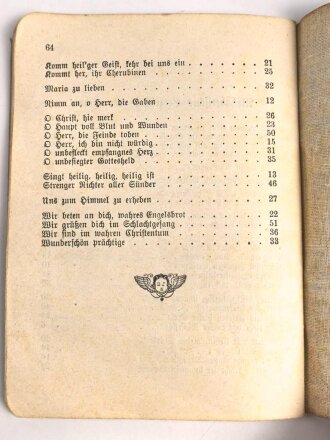 64
Komm heil'ger Geist, kehr bei uns ein . . . . . . . 21
Kommt her, ihr Cherubinen . . . . . . . . . . 25
Maria zu lieben . . . . . . . . . . . . . . 32
Nimm an, o Herr, die Gaben . . . . . . . . . . 12
O Christ, hie merk . . . . . . . . . . . . . 26
O Haupt voll Blut und Wunden . . . . . . . . . 23
O Herr, die Feinde toben . . . . . . . . . . . 50
O Herr, ich bin nicht würdig . . . . . . . . . . 15
O unbefleckt empfangnes Herz . . . . . . . . . 31
O unbesiegter Gottesheld . . . . . . . . . . . 35
Singt heilig, heilig, heilig ist . . . . . . . . . . 13
Strenger Richter aller Sünder . . . . . . . . . . 46
Uns zum Himmel zu erheben . . . . . . . . . . 27
Wir beten an dich, wahres Engelsbrot . . . . . . . 22
Wir grüßen dich im Schlachtgesang . . . . . . . . 51
Wir sind im wahren Christentum . . . . . . . . . 36
Wunderschön prächtige . . . . . . . . . . . . 33